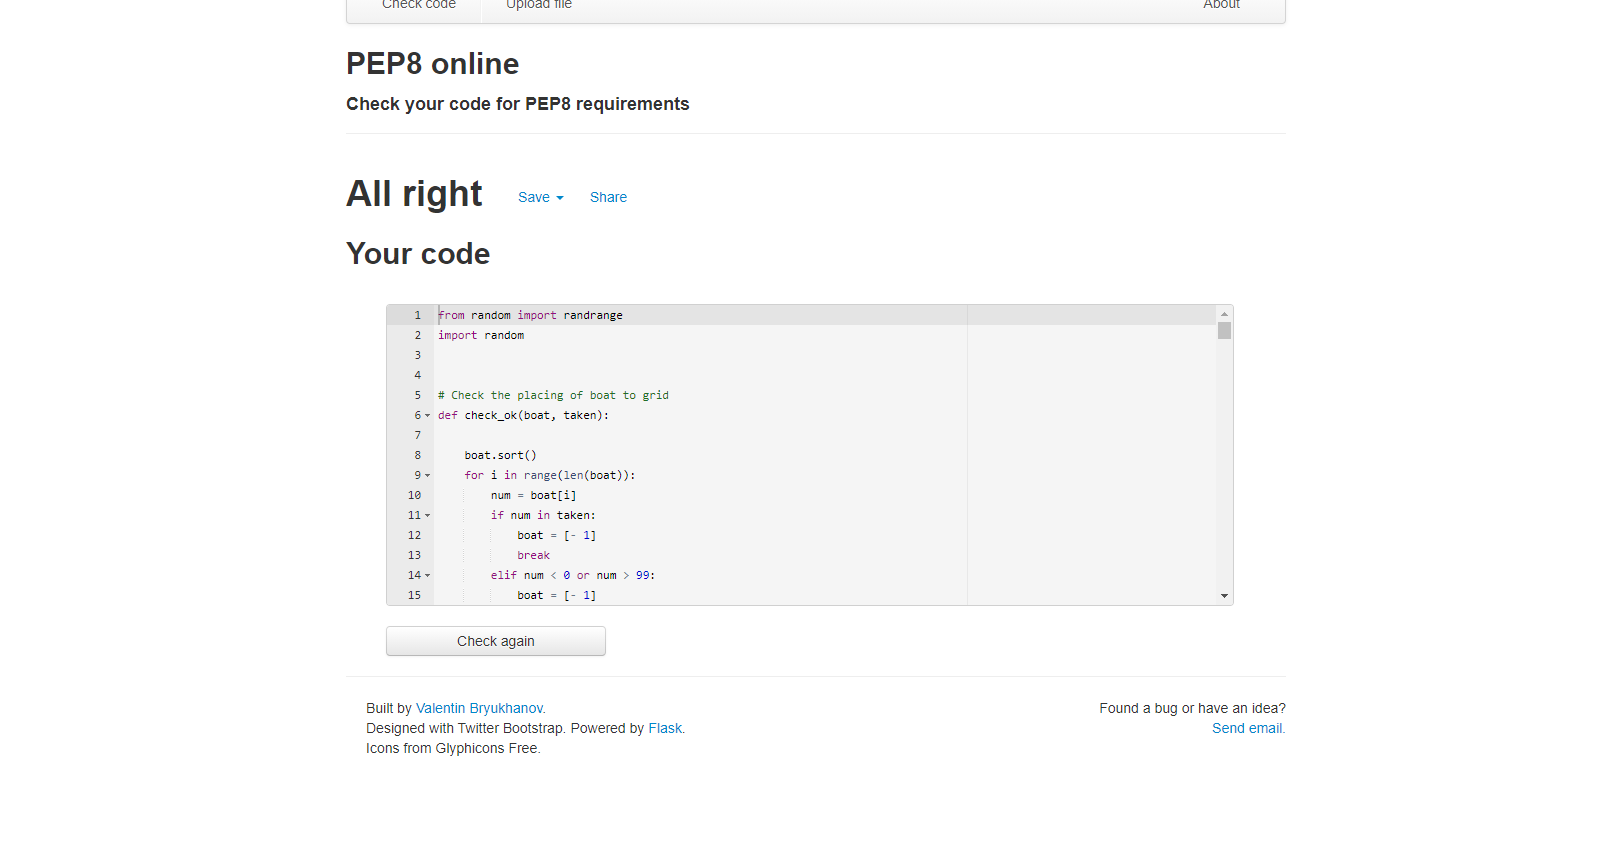 Check code Upload file About
PEP8 online
Check your code for PEP8 requirements
All right Save Share
Your code
1 from random import randrange
2 import random
3
4
5 # Check the placing of boat to grid
6 def check_ok(boat, taken):
7
8 boat.sort()
9 for i in range(len(boat)):
10 num = boat[i]
11 if num in taken:
12 boat = [- 1]
13 break
14 elif num < 0 or num > 99:
15 boat = [- 1]
Check again
Built by Valentin Bryukhanov. Found a bug or have an idea?
Designed with Twitter Bootstrap. Powered by Flask. Send email.
Icons from Glyphicons Free.